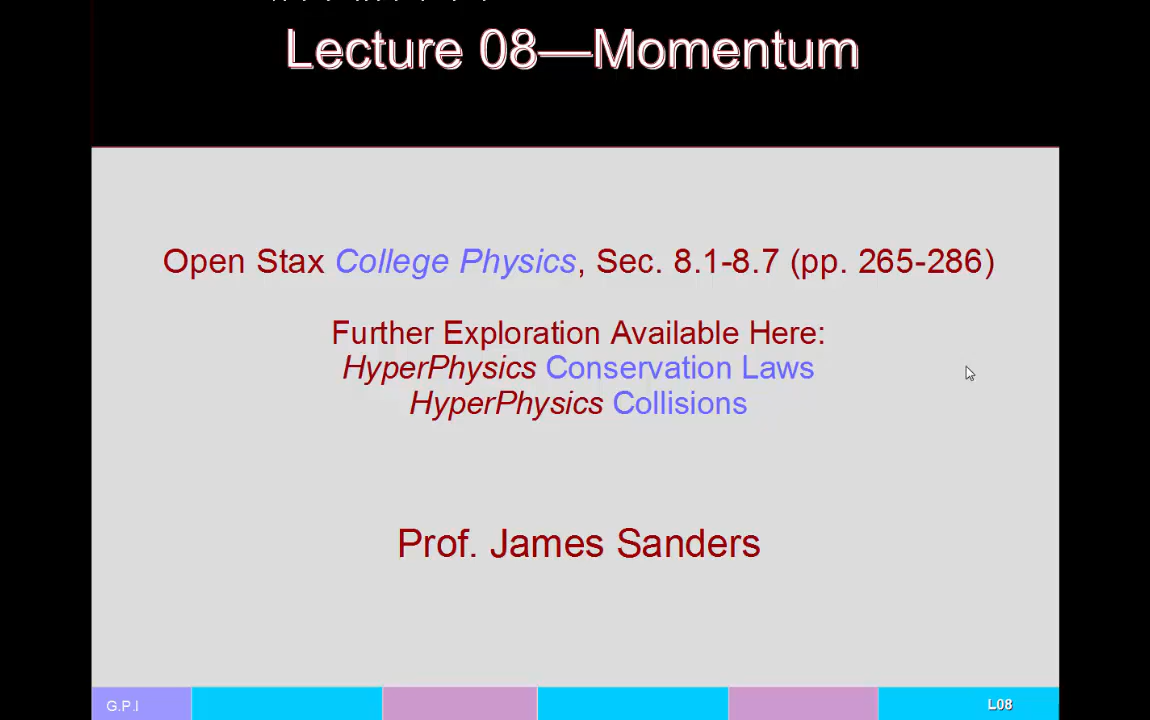 Lecture 08—Momentum
Open Stax College Physics, Sec. 8.1-8.7 (pp. 265-286)
Further Exploration Available Here:
HyperPhysics Conservation Laws
HyperPhysics Collisions
Prof. James Sanders
G.P.I
L08